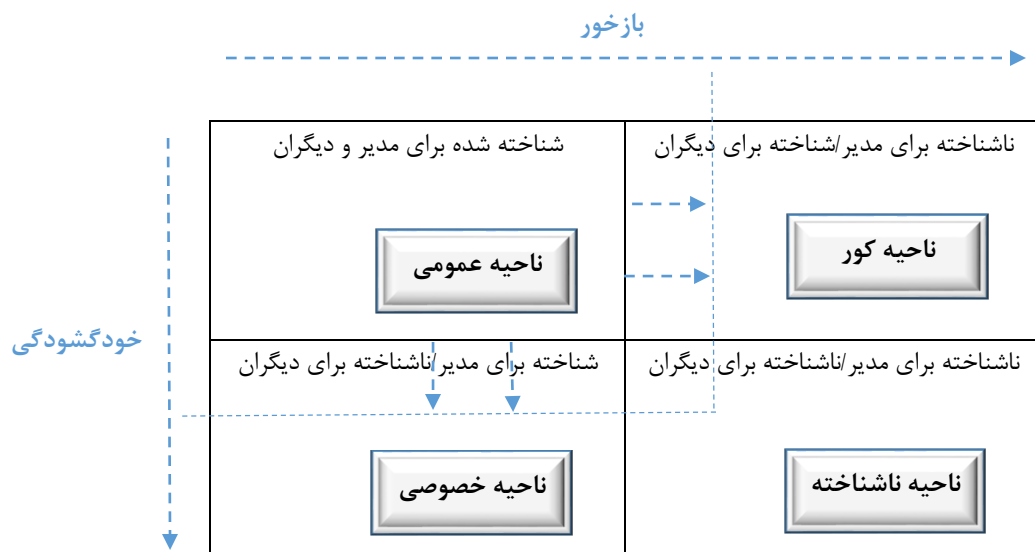 بازخور
شناخته شده برای مدیر و دیگران
ناشناخته برای مدیر/شناخته برای دیگران
ناحیه عمومی
ناحیه کور
خودگشودگی
شناخته برای مدیر/ناشناخته برای دیگران
ناشناخته برای مدیر/ناشناخته برای دیگران
ناحیه خصوصی
ناحیه ناشناخته